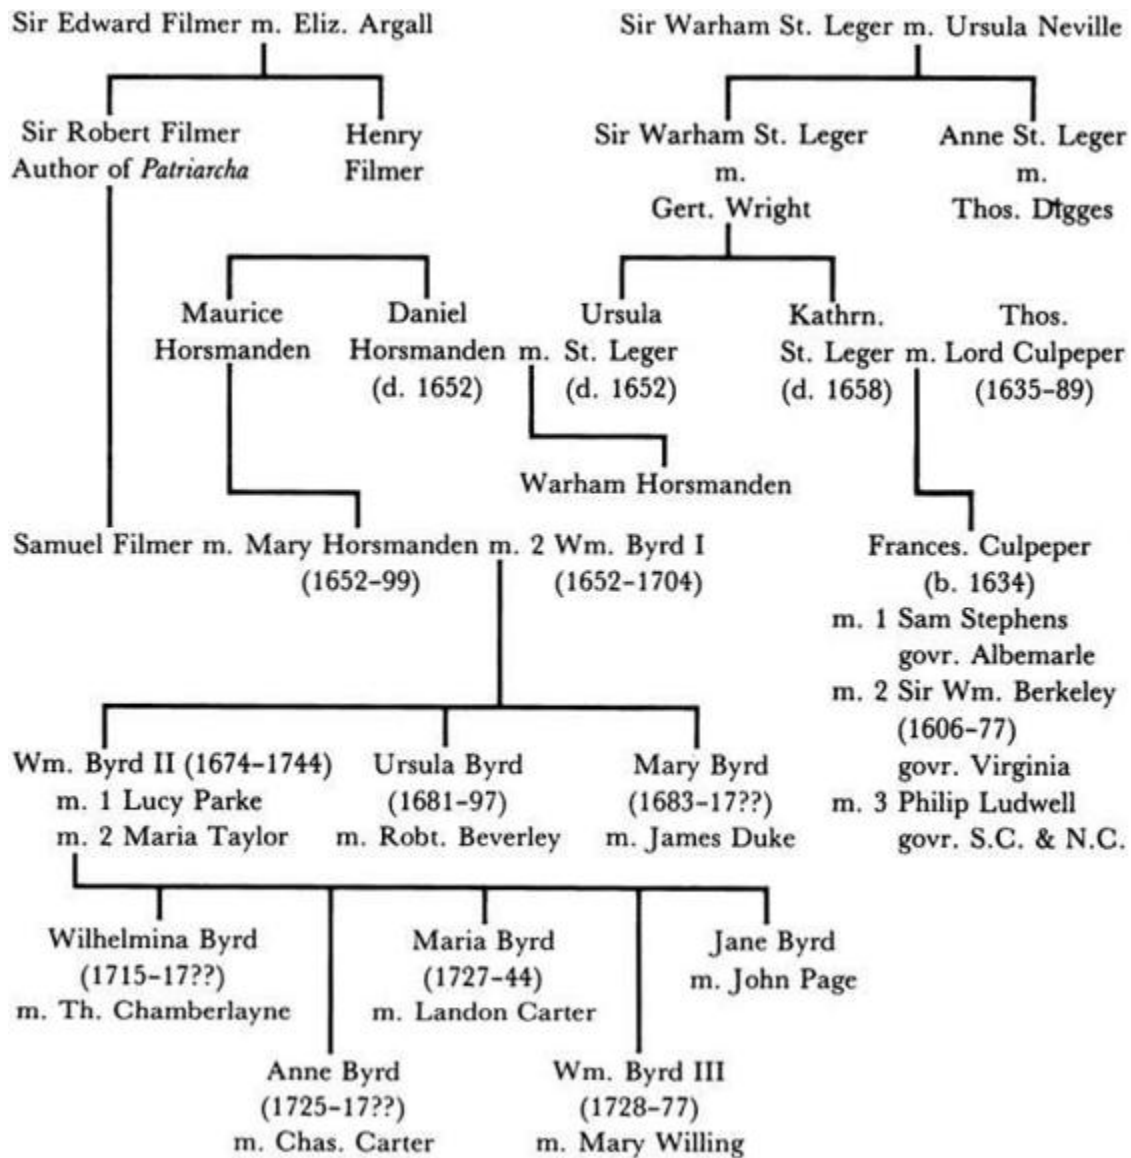 Sir Edward Filmer m. Eliz. Argall
Sir Warham St. Leger m. Ursula Neville
Sir Robert Filmer
Author of Patriarcha
Henry
Filmer
Sir Warham St. Leger
m.
Gert. Wright
Anne St. Leger
m.
Thos. Digges
Maurice
Horsmanden
Daniel
Horsmanden m.
(d. 1652)
Ursula
St. Leger
(d. 1652)
Kathrn.
St. Leger m.
(d. 1658)
Thos.
Lord Culpeper
(1635–89)
Warham Horsmanden
Samuel Filmer m. Mary Horsmanden m. 2 Wm. Byrd I
(1652–99)
(1652–1704)
Frances. Culpeper
(b. 1634)
m. 1 Sam Stephens
govr. Albemarle
m. 2 Sir Wm. Berkeley
(1606–77)
govr. Virginia
m. 3 Philip Ludwell
govr. S.C. & N.C.
Wm. Byrd II (1674–1744)
m. 1 Lucy Parke
m. 2 Maria Taylor
Ursula Byrd
(1681–97)
m. Robt. Beverley
Mary Byrd
(1683–17??)
m. James Duke
Wilhelmina Byrd
(1715–17??)
m. Th. Chamberlayne
Maria Byrd
(1727–44)
m. Landon Carter
Jane Byrd
m. John Page
Anne Byrd
(1725–17??)
m. Chas. Carter
Wm. Byrd III
(1728–77)
m. Mary Willing